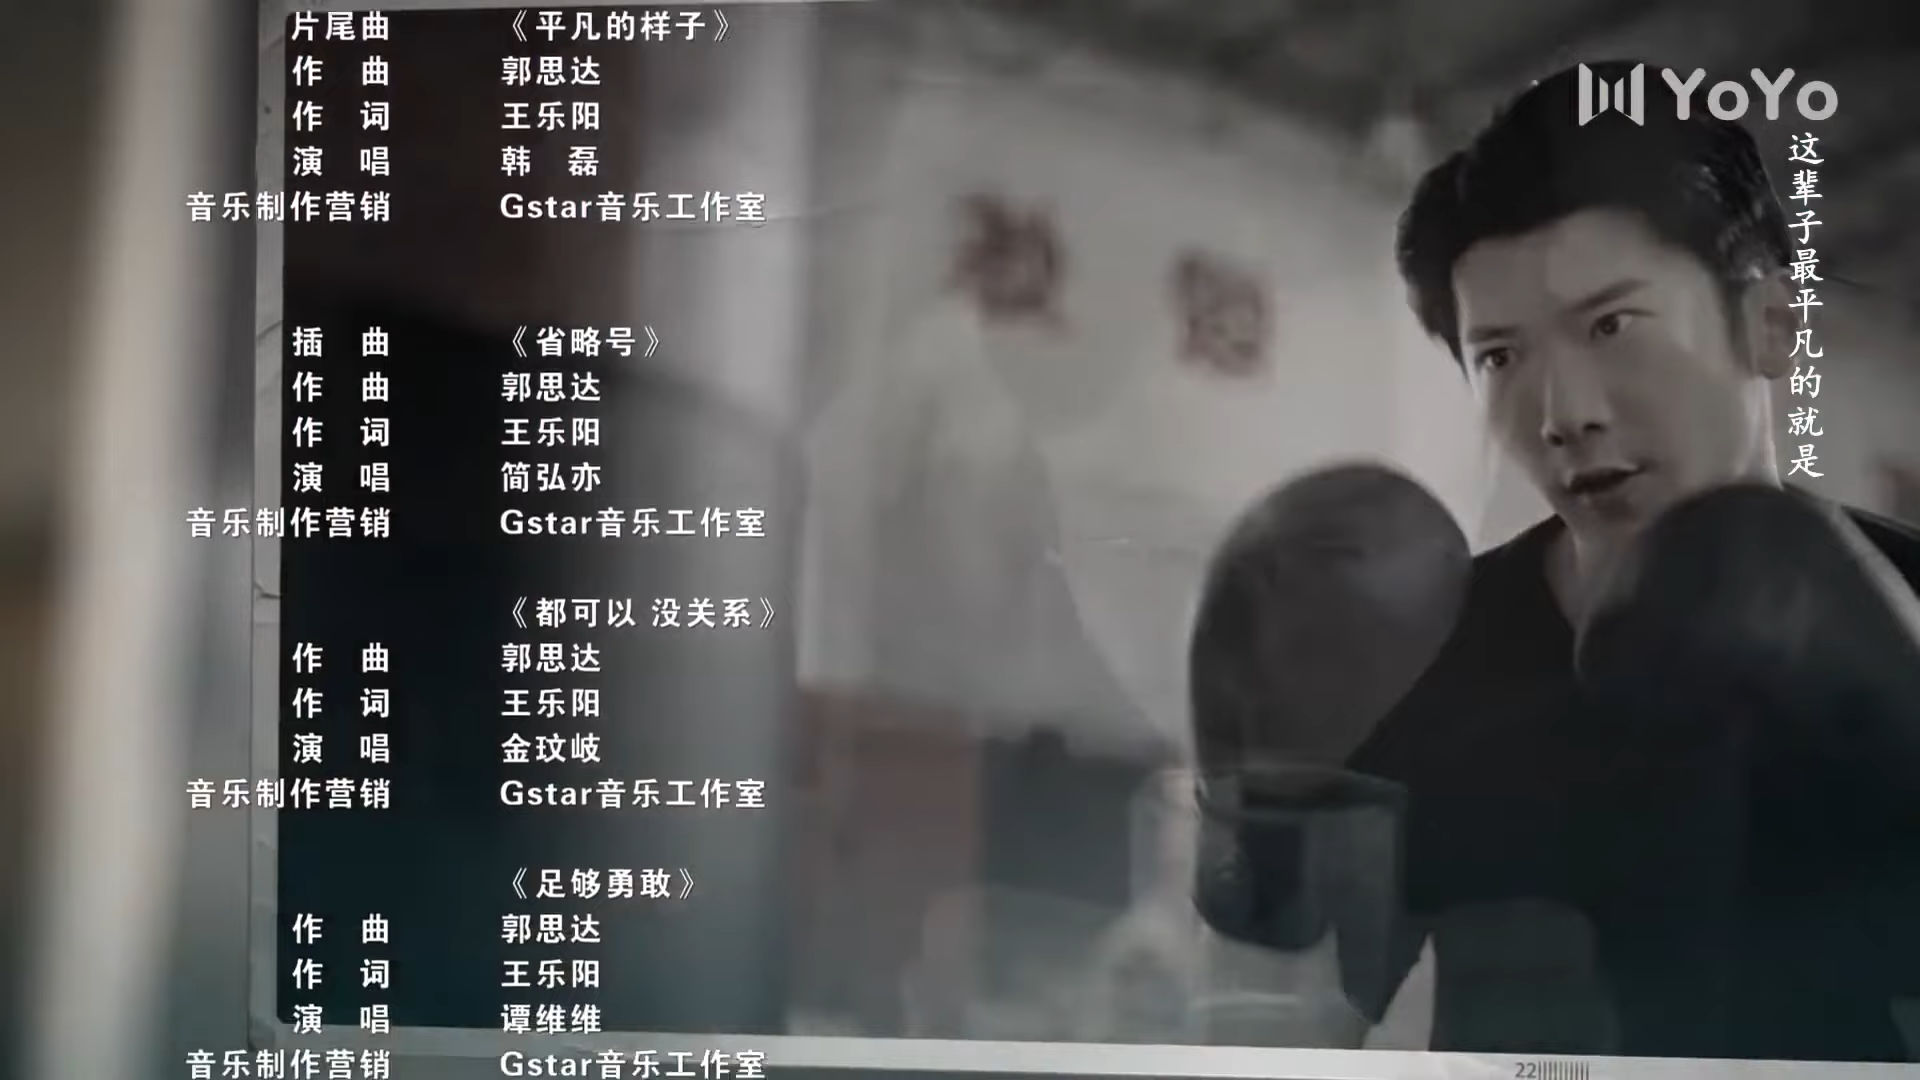 片尾曲 《平凡的样子》
作 曲 郭思达
作 词 王乐阳
演 唱 韩 磊
音乐制作营销 Gstar音乐工作室
插 曲 《省略号》
作 曲 郭思达
作 词 王乐阳
演 唱 简弘亦
音乐制作营销 Gstar音乐工作室
《都可以 没关系》
作 曲 郭思达
作 词 王乐阳
演 唱 金玟岐
音乐制作营销 Gstar音乐工作室
《足够勇敢》
作 曲 郭思达
作 词 王乐阳
演 唱 谭维维
音乐制作营销 Gstar音乐工作室
YoYo
这辈子最平凡的就是
22